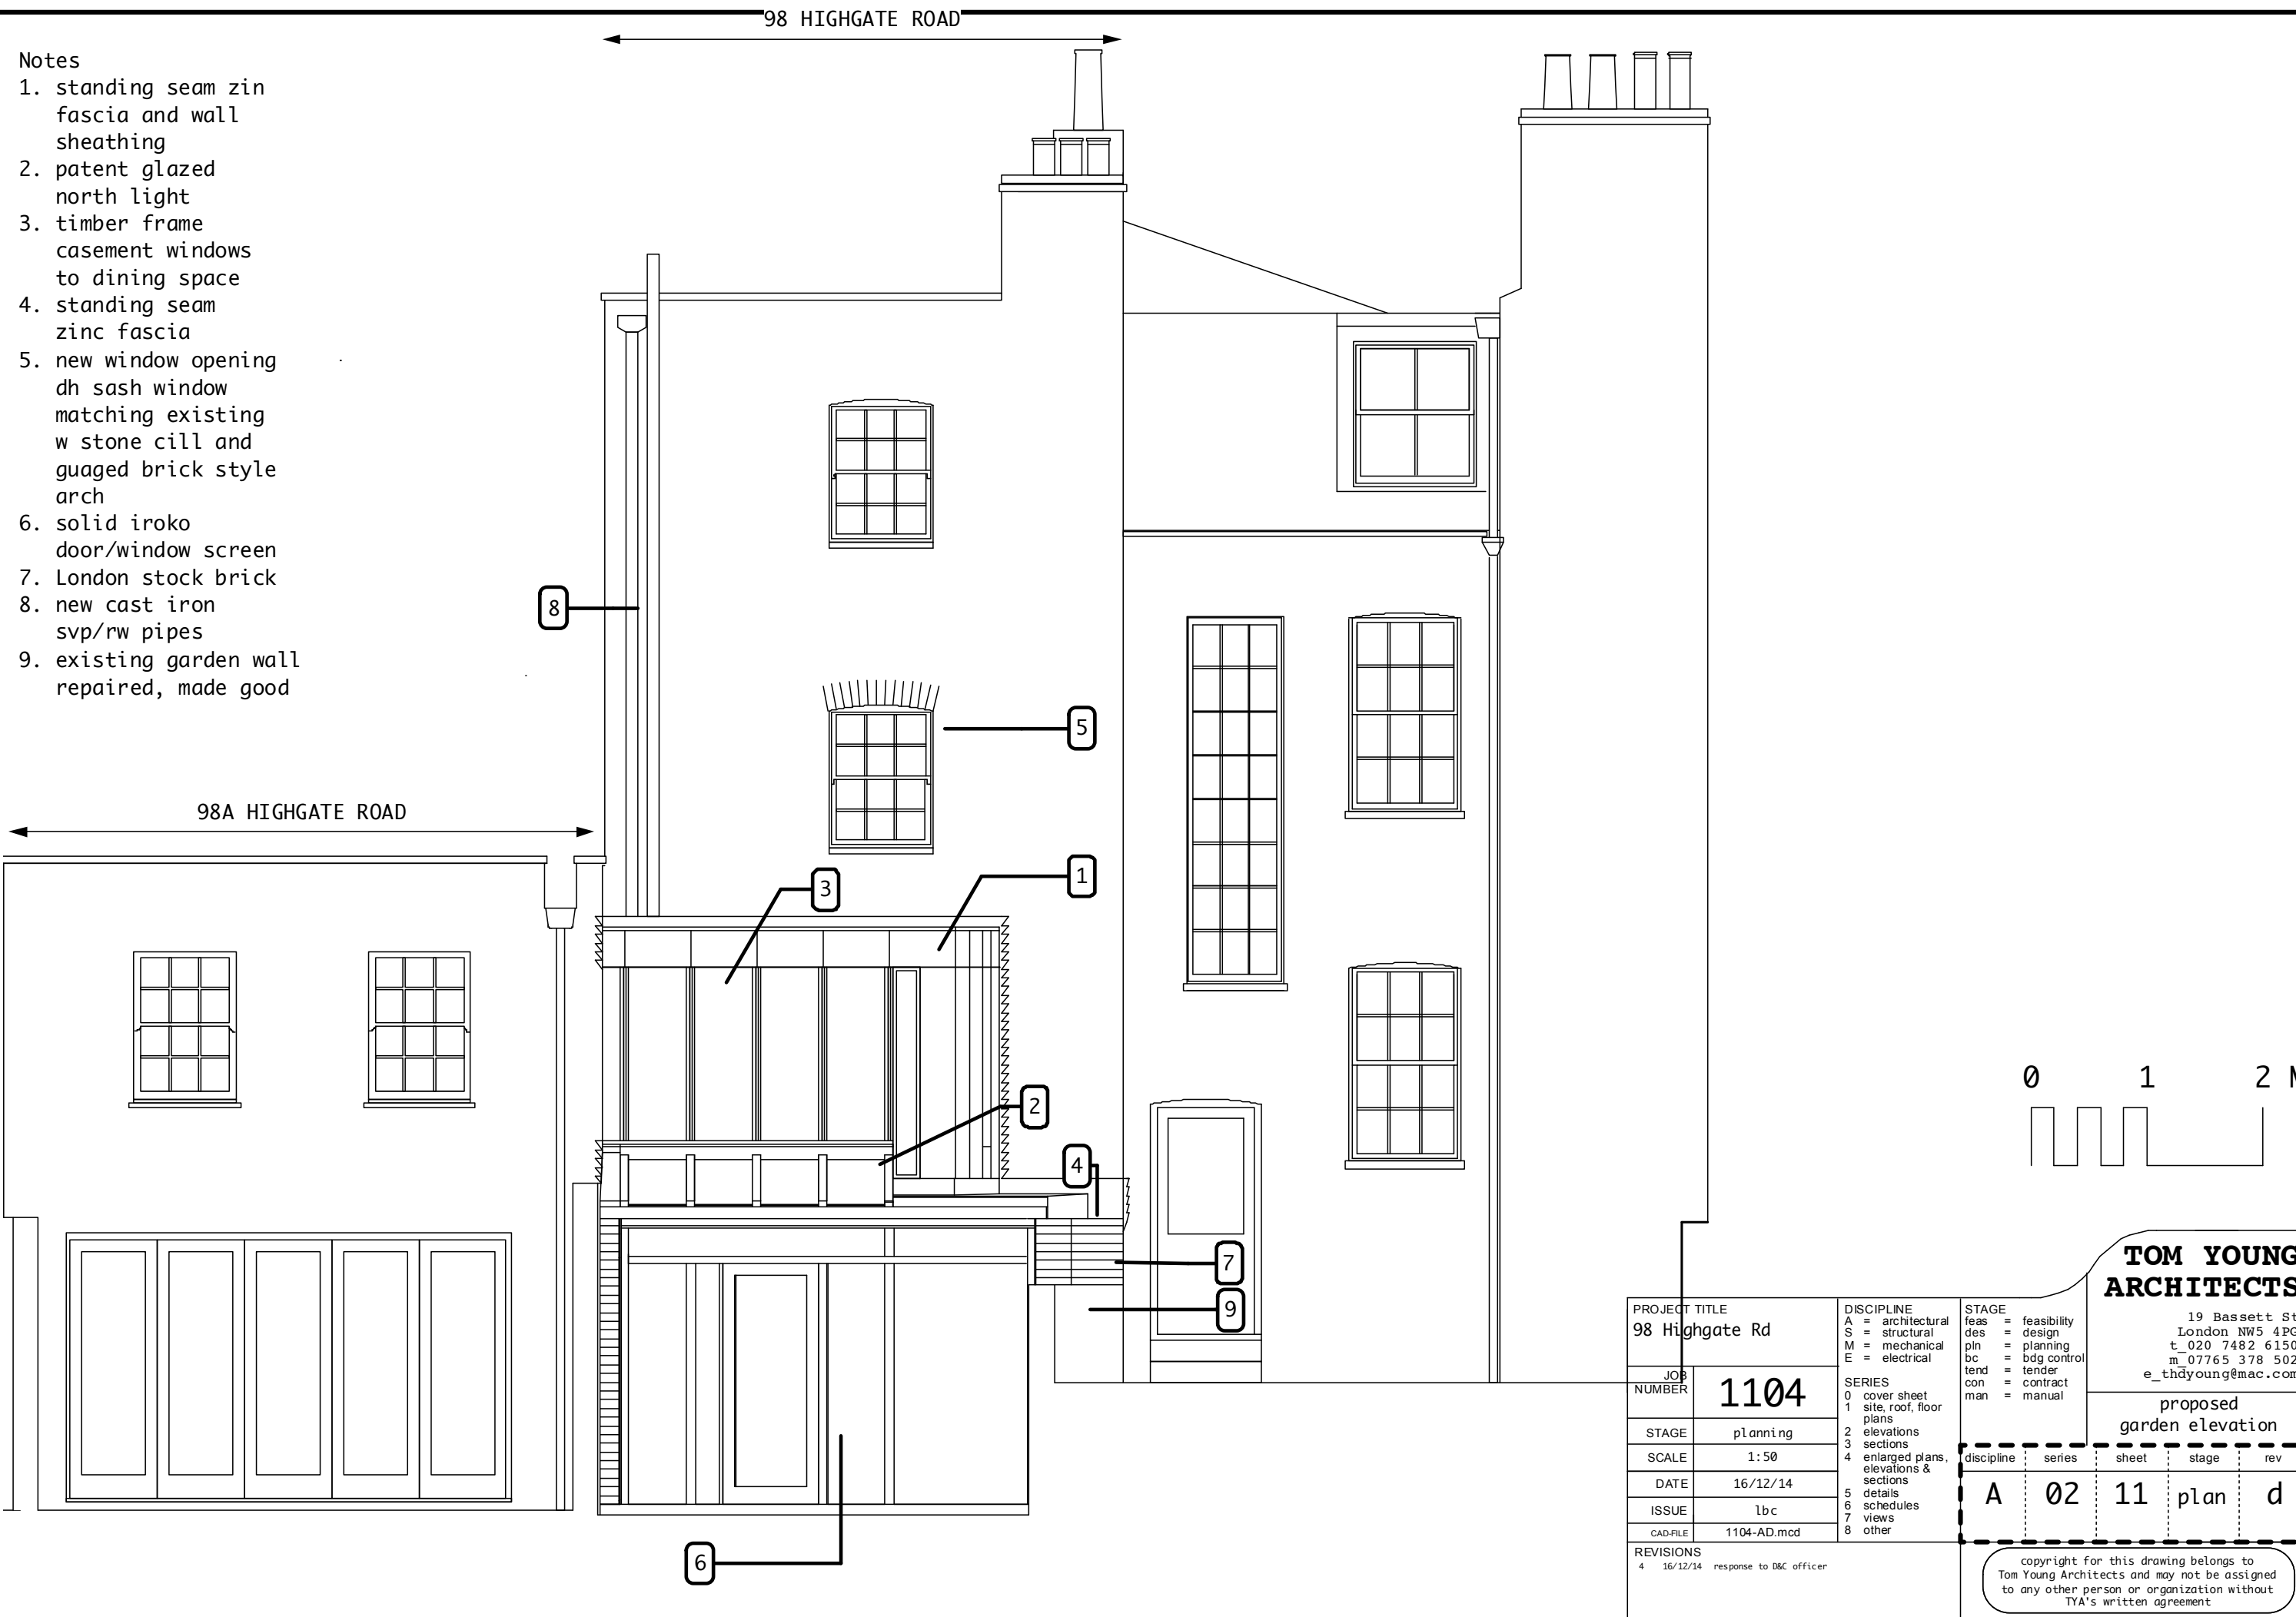 98 HIGHGATE ROAD
Notes
1. standing seam zin
fascia and wall
sheathing
2. patent glazed
north light
3. timber frame
casement windows
to dining space
4. standing seam
zinc fascia
5. new window opening
dh sash window
matching existing
w stone cill and
guaged brick style
arch
6. solid iroko
door/window screen
7. London stock brick
8. new cast iron
svp/rw pipes
9. existing garden wall
repaired, made good
98A HIGHGATE ROAD
8
5
1
3
2
4
7
9
6
0 1 2 M
TOM YOUNG
ARCHITECTS
19 Bassett St
London NW5 4PG
t_020 7482 6150
m_07765 378 502
e_thdyoung@mac.com
proposed
garden elevation
PROJECT TITLE
98 Highgate Rd
JOB
NUMBER
1104
STAGE planning
SCALE 1:50
DATE 16/12/14
ISSUE lbc
CAD-FILE 1104-AD.mcd
DISCIPLINE
A = architectural
S = structural
M = mechanical
E = electrical
SERIES
0 cover sheet
1 site, roof, floor
plans
2 elevations
3 sections
4 enlarged plans,
elevations &
sections
5 details
6 schedules
7 views
8 other
STAGE
feas = feasibility
des = design
pln = planning
bc = bdg control
tend = tender
con = contract
man = manual
discipline series sheet stage rev
A 02 11 plan d
REVISIONS
4 16/12/14 response to D&C officer
copyright for this drawing belongs to
Tom Young Architects and may not be assigned
to any other person or organization without
TYA's written agreement